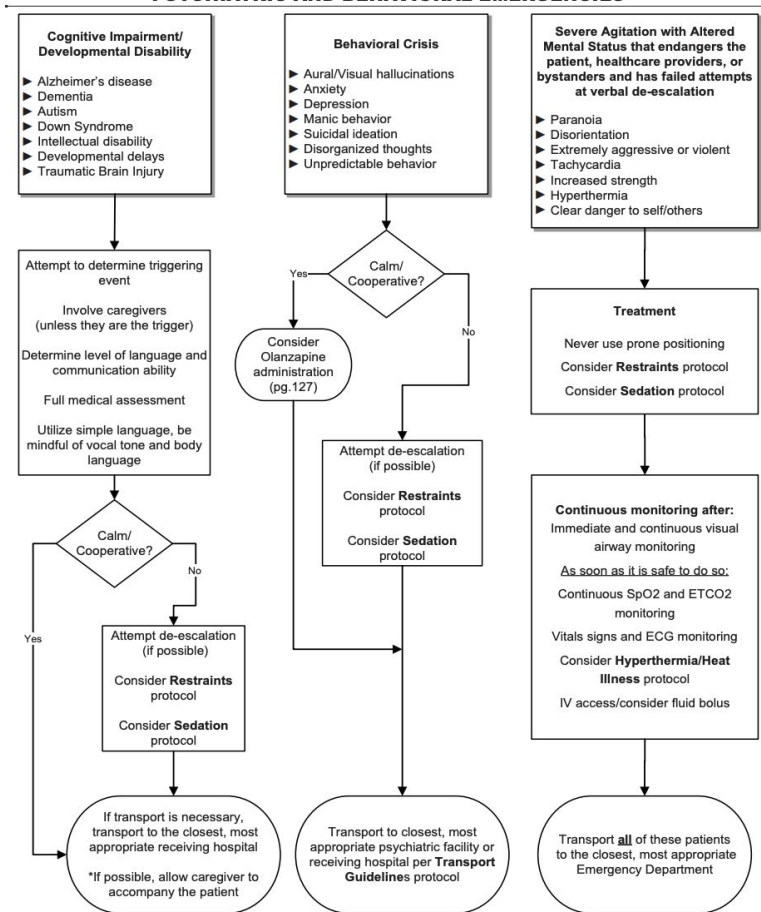 Cognitive Impairment/
Developmental Disability
► Alzheimer's disease
► Dementia
► Autism
► Down Syndrome
► Intellectual disability
► Developmental delays
► Traumatic Brain Injury
Attempt to determine triggering
event
Involve caregivers
(unless they are the trigger)
Determine level of language and
communication ability
Full medical assessment
Utilize simple language, be
mindful of vocal tone and body
language
Calm/
Cooperative?
No
Yes
Attempt de-escalation
(if possible)
Consider Restraints
protocol
Consider Sedation
protocol
If transport is necessary,
transport to the closest, most
appropriate receiving hospital
*If possible, allow caregiver to
accompany the patient
Behavioral Crisis
► Aural/Visual hallucinations
► Anxiety
► Depression
► Manic behavior
► Suicidal ideation
► Disorganized thoughts
► Unpredictable behavior
Calm/
Cooperative?
Yes
No
Consider
Olanzapine
administration
(pg.127)
Attempt de-escalation
(if possible)
Consider Restraints
protocol
Consider Sedation
protocol
Transport to closest, most
appropriate psychiatric facility or
receiving hospital per Transport
Guidelines protocol
Severe Agitation with Altered
Mental Status that endangers the
patient, healthcare providers, or
bystanders and has failed attempts
at verbal de-escalation
► Paranoia
► Disorientation
► Extremely aggressive or violent
► Tachycardia
► Increased strength
► Hyperthermia
► Clear danger to self/others
Treatment
Never use prone positioning
Consider Restraints protocol
Consider Sedation protocol
Continuous monitoring after:
Immediate and continuous visual
airway monitoring
As soon as it is safe to do so:
Continuous SpO2 and ETCO2
monitoring
Vitals signs and ECG monitoring
Consider Hyperthermia/Heat
Illness protocol
IV access/consider fluid bolus
Transport all of these patients
to the closest, most appropriate
Emergency Department